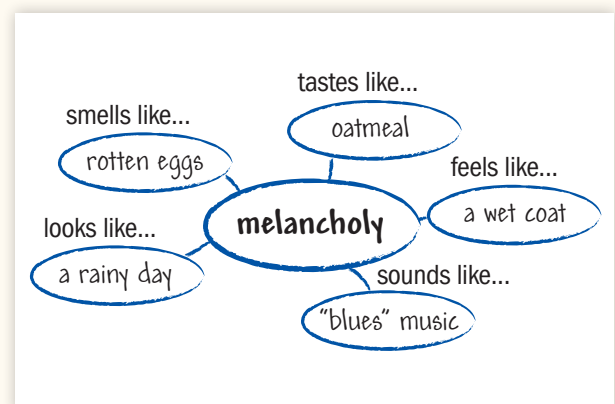 tastes like...
oatmeal
smells like...
rotten eggs
feels like...
a wet coat
melancholy
looks like...
a rainy day
sounds like...
"blues" music